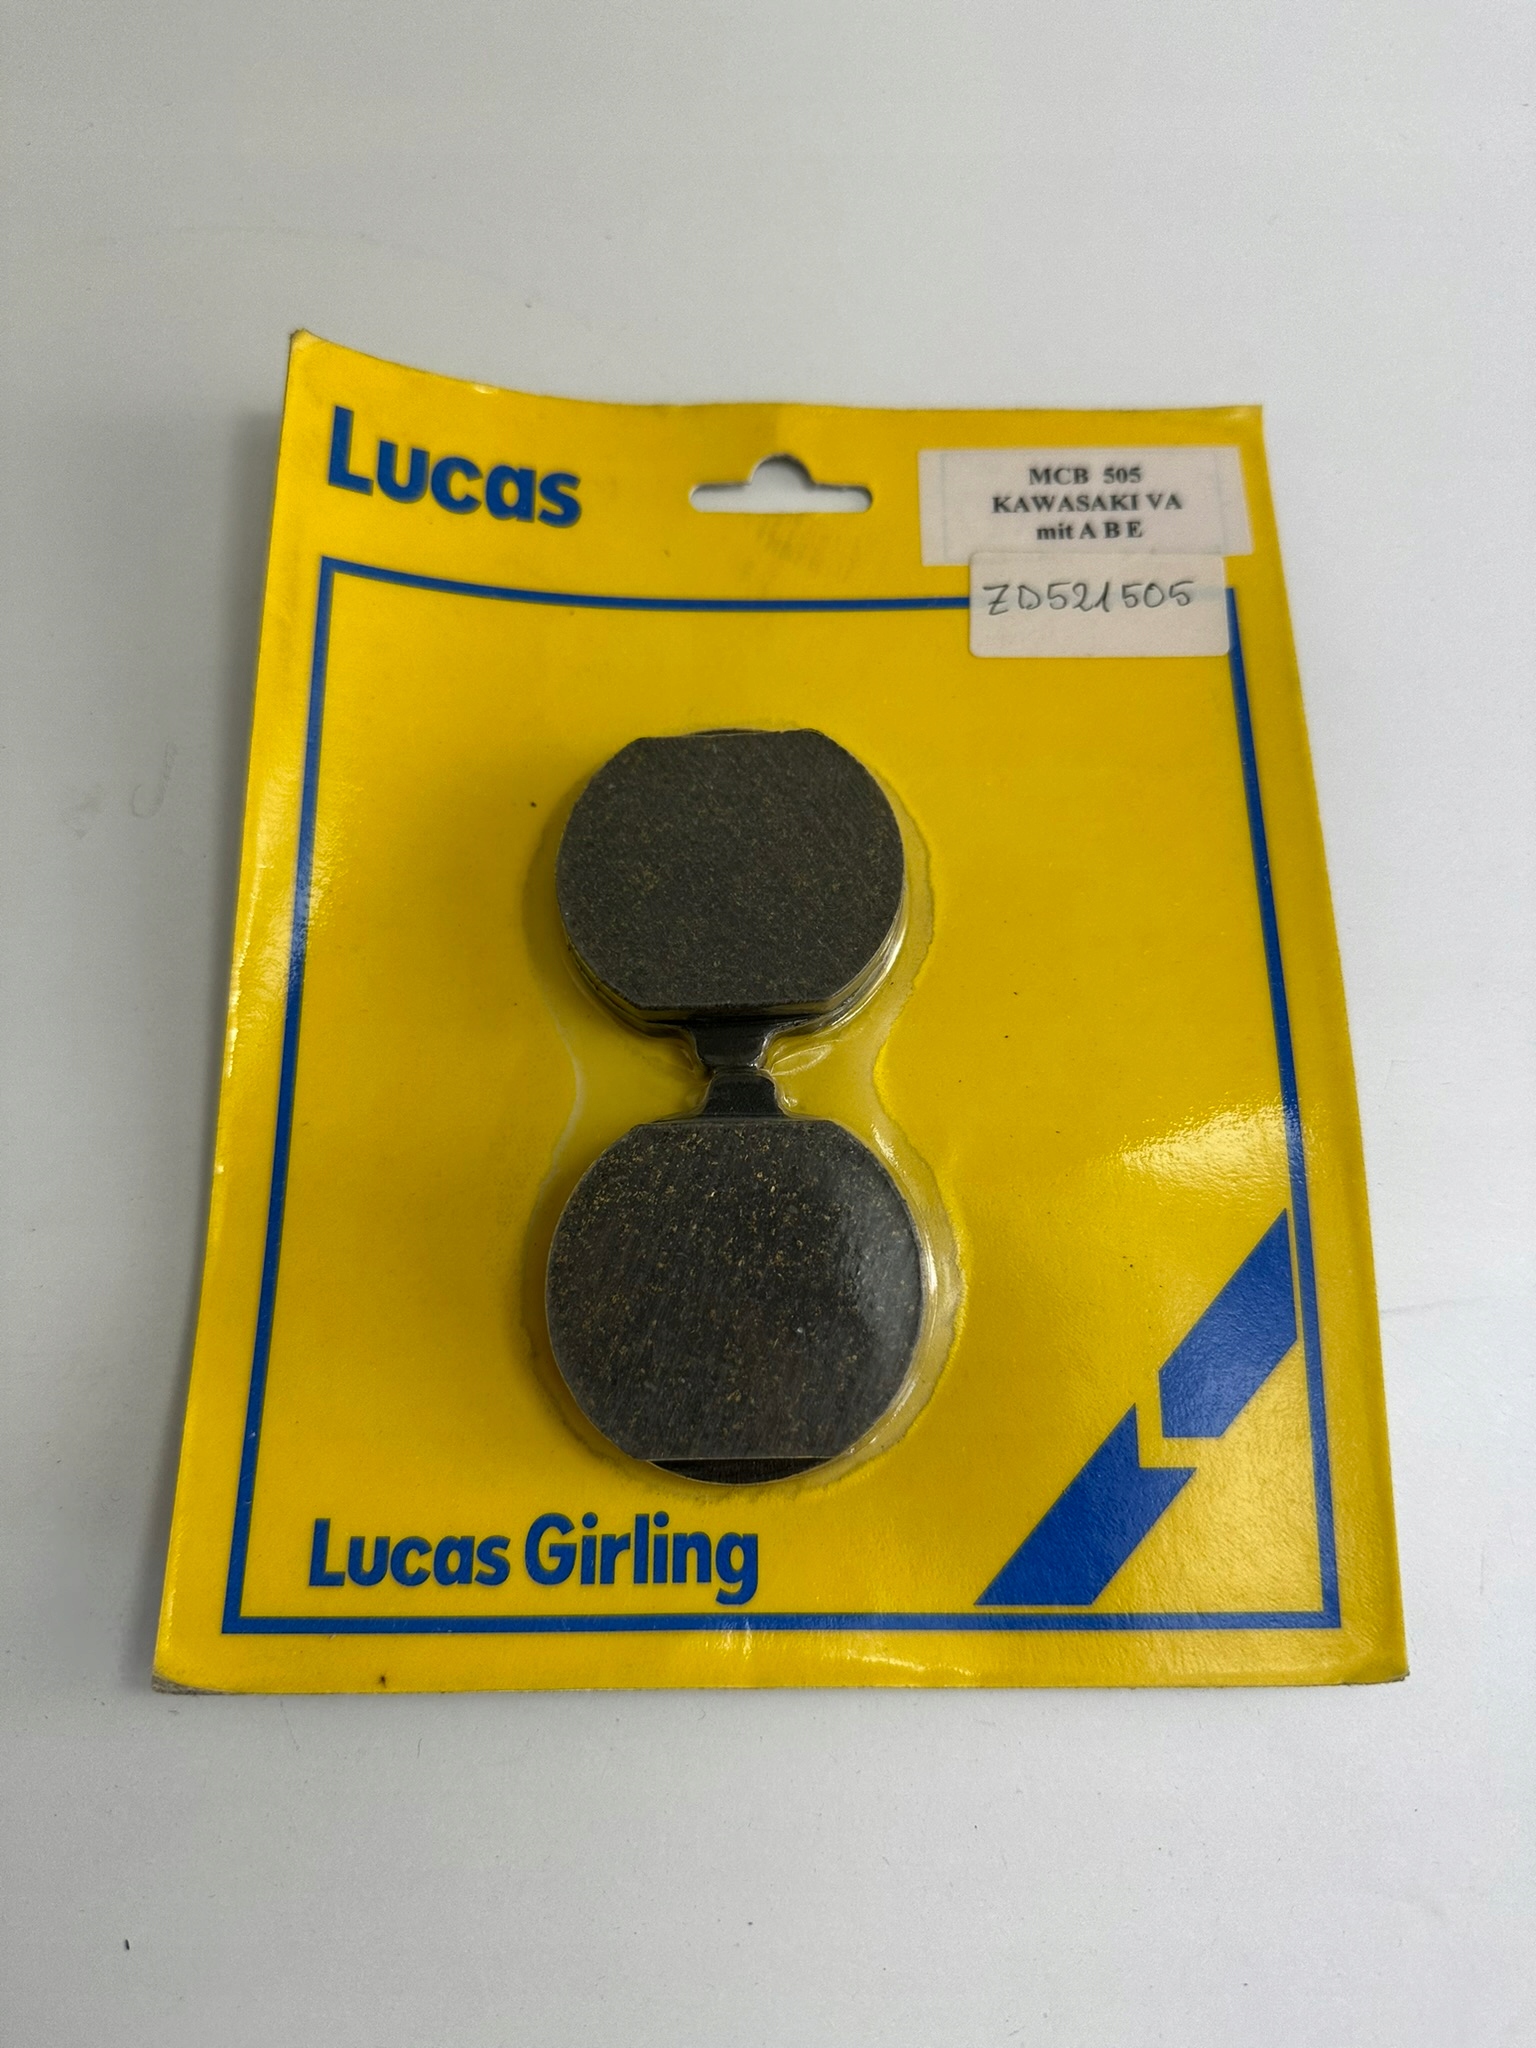 Lucas
MCB 505
KAWASAKI VA
mit A B E
ZD521505
Lucas Girling